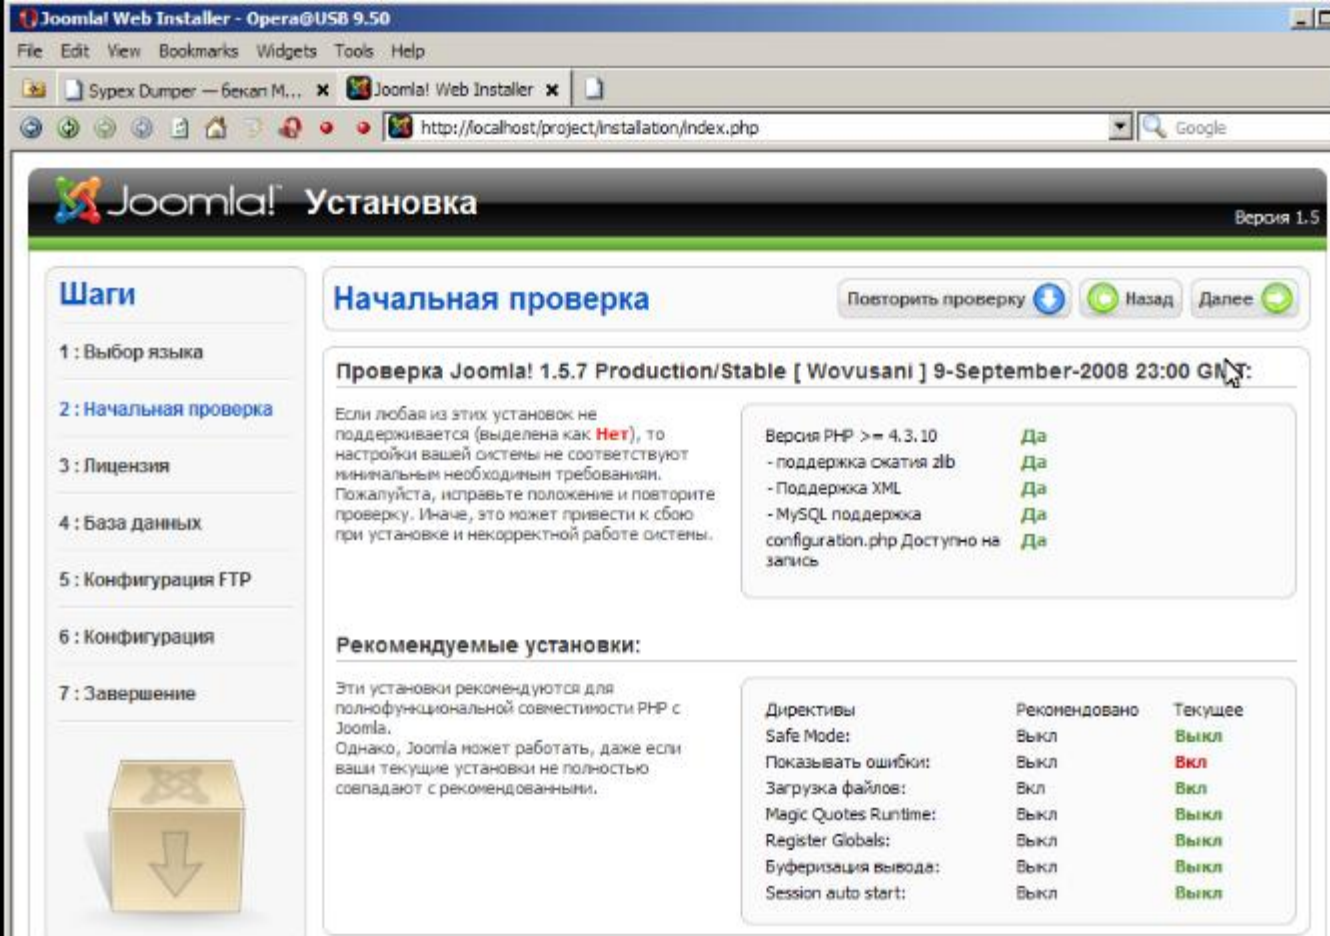 Joomla! Web Installer - Opera@USB 9.50
File Edit View Bookmarks Widgets Tools Help
Sypex Dumper — бекап М... Joomla! Web Installer
http://localhost/project/installation/index.php Google
Joomla! Установка
Версия 1.5
Шаги
1 : Выбор языка
2 : Начальная проверка
3 : Лицензия
4 : База данных
5 : Конфигурация FTP
6 : Конфигурация
7 : Завершение
Начальная проверка Повторить проверку Назад Далее
Проверка Joomla! 1.5.7 Production/Stable [ Wovusani ] 9-September-2008 23:00 GMT:
Если любая из этих установок не
поддерживается (выделена как Нет), то
настройки вашей системы не соответствуют
минимальным необходимым требованиям.
Пожалуйста, исправьте положение и повторите
проверку. Иначе, это может привести к сбою
при установке и некорректной работе системы.
Версия PHP >= 4.3.10 Да
- поддержка сжатия zlib Да
- Поддержка XML Да
- MySQL поддержка Да
configuration.php Доступно на Да
запись
Рекомендуемые установки:
Эти установки рекомендуются для
полнофункциональной совместимости PHP с
Joomla.
Однако, Joomla может работать, даже если
ваши текущие установки не полностью
совпадают с рекомендованными.
Директивы Рекомендовано Текущее
Safe Mode: Выкл Выкл
Показывать ошибки: Выкл Вкл
Загрузка файлов: Вкл Вкл
Magic Quotes Runtime: Выкл Выкл
Register Globals: Выкл Выкл
Буферизация вывода: Выкл Выкл
Session auto start: Выкл Выкл